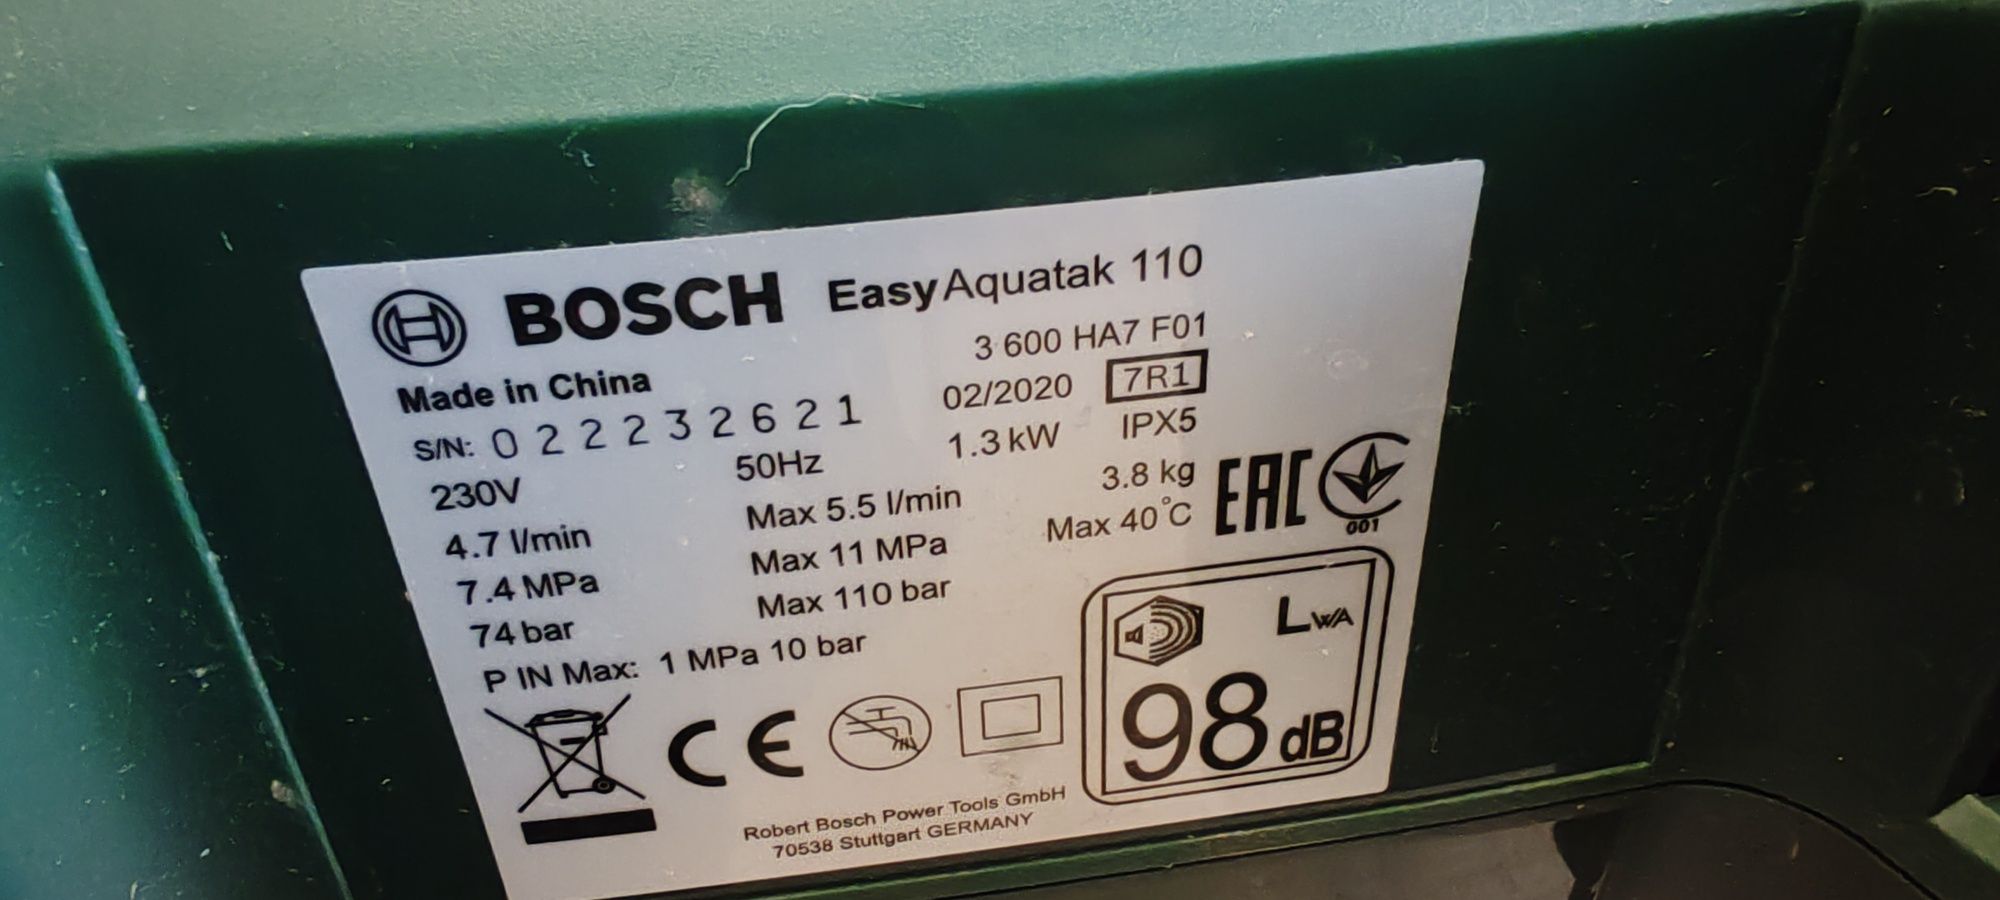 BOSCH EasyAquatak 110
Made in China 3 600 HA7 F01
S/N: 022232621 02/2020 7R1
230V 50Hz 1.3 kW IPX5
4.7 l/min Max 5.5 l/min 3.8 kg
7.4 MPa Max 11 MPa Max 40°C
74 bar Max 110 bar
P IN Max: 1 MPa 10 bar
EAC
001
LWA
98 dB
CE
Robert Bosch Power Tools GmbH
70538 Stuttgart GERMANY